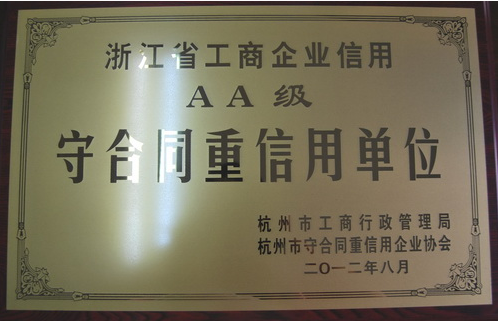 浙江省工商企业信用
AA级
守合同重信用单位
杭州市工商行政管理局
杭州市守合同重信用企业协会
二〇一二年八月